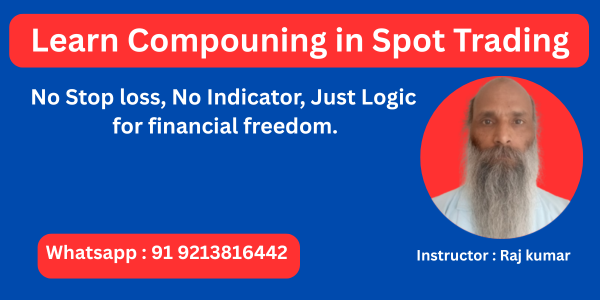 Learn Compouning in Spot Trading
No Stop loss, No Indicator, Just Logic
for financial freedom.
Whatsapp : 91 9213816442
Instructor : Raj kumar